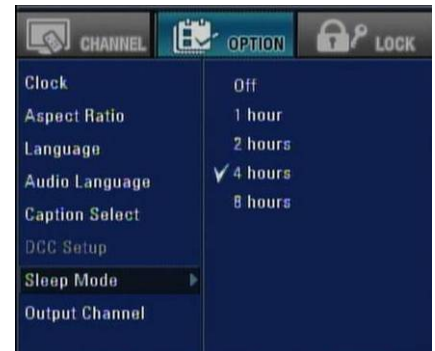 CHANNEL
OPTION
LOCK
Clock
Aspect Ratio
Language
Audio Language
Caption Select
DCC Setup
Sleep Mode
Output Channel
Off
1 hour
2 hours
4 hours
8 hours